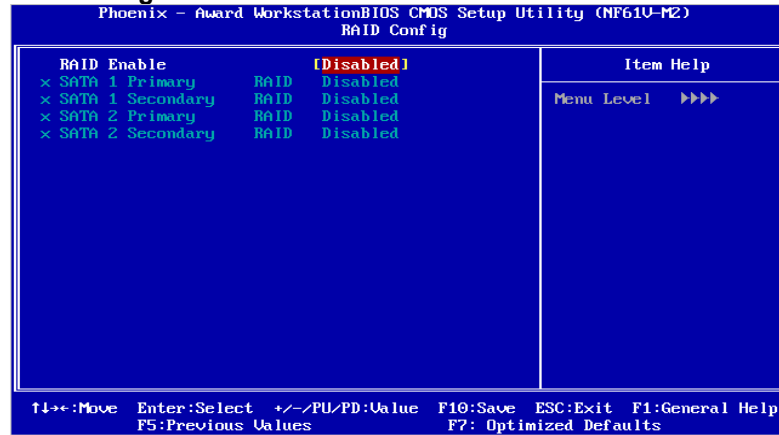 Phoenix - Award WorkstationBIOS CMOS Setup Utility (NF61V-M2)
RAID Config
RAID Enable [Disabled]
x SATA 1 Primary RAID Disabled
x SATA 1 Secondary RAID Disabled
x SATA 2 Primary RAID Disabled
x SATA 2 Secondary RAID Disabled
Item Help
Menu Level ▶▶▶▶
↑↓→←:Move Enter:Select +/-/PU/PD:Value F10:Save ESC:Exit F1:General Help
F5:Previous Values F7: Optimized Defaults